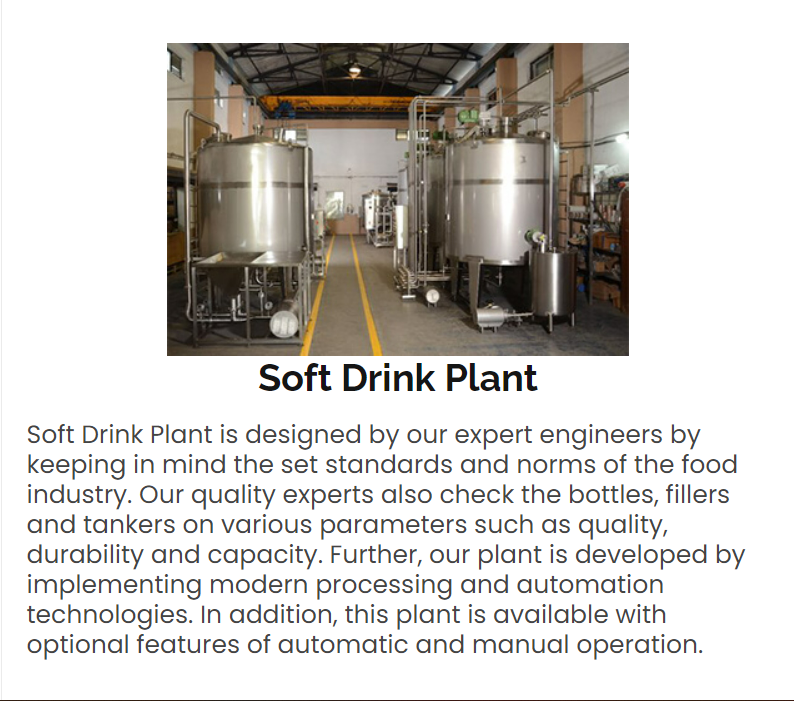 Soft Drink Plant
Soft Drink Plant is designed by our expert engineers by
keeping in mind the set standards and norms of the food
industry. Our quality experts also check the bottles, fillers
and tankers on various parameters such as quality,
durability and capacity. Further, our plant is developed by
implementing modern processing and automation
technologies. In addition, this plant is available with
optional features of automatic and manual operation.